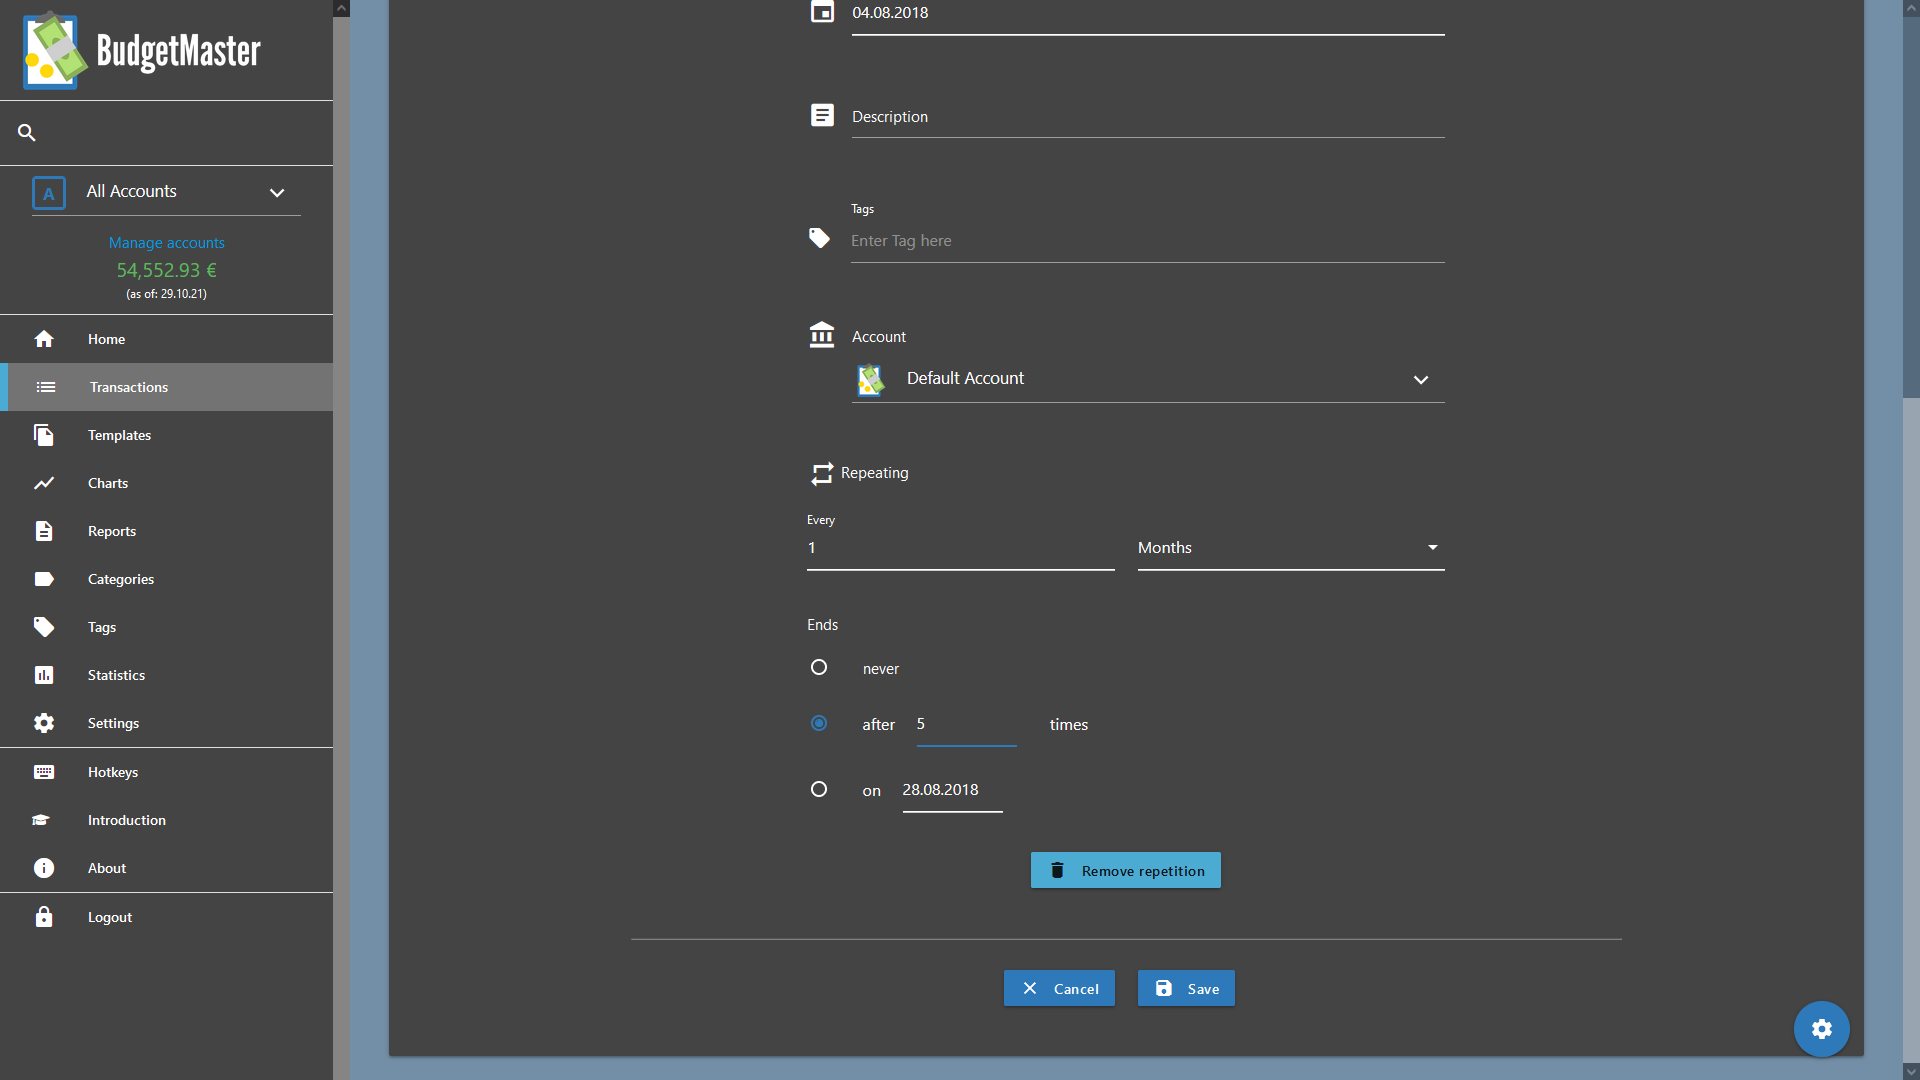 BudgetMaster
A
All Accounts
Manage accounts
54,552.93 €
(as of: 29.10.21)
Home
Transactions
Templates
Charts
Reports
Categories
Tags
Statistics
Settings
Hotkeys
Introduction
About
Logout
04.08.2018
Description
Tags
Enter Tag here
Account
Default Account
Repeating
Every
1 Months
Ends
never
after 5 times
on 28.08.2018
Remove repetition
Cancel Save